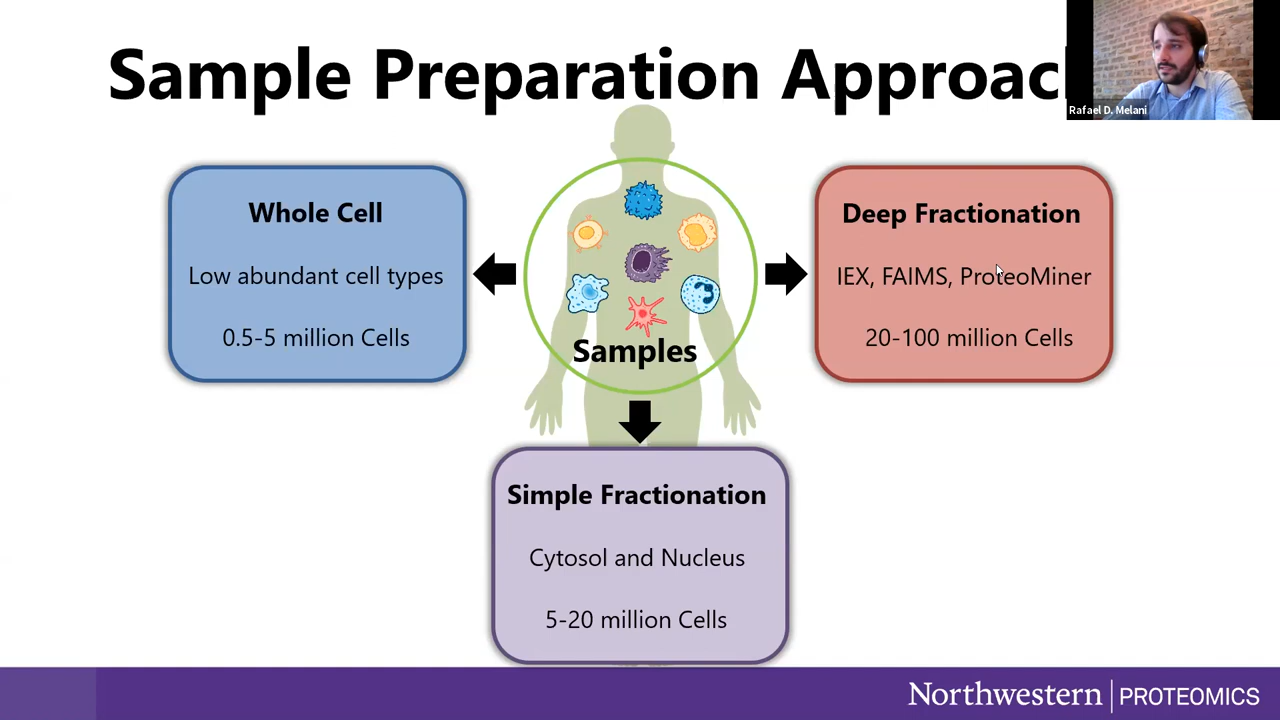 Sample Preparation Approach
Rafael D. Melani
Whole Cell
Low abundant cell types
0.5-5 million Cells
Samples
Deep Fractionation
IEX, FAIMS, ProteoMiner
20-100 million Cells
Simple Fractionation
Cytosol and Nucleus
5-20 million Cells
Northwestern | PROTEOMICS